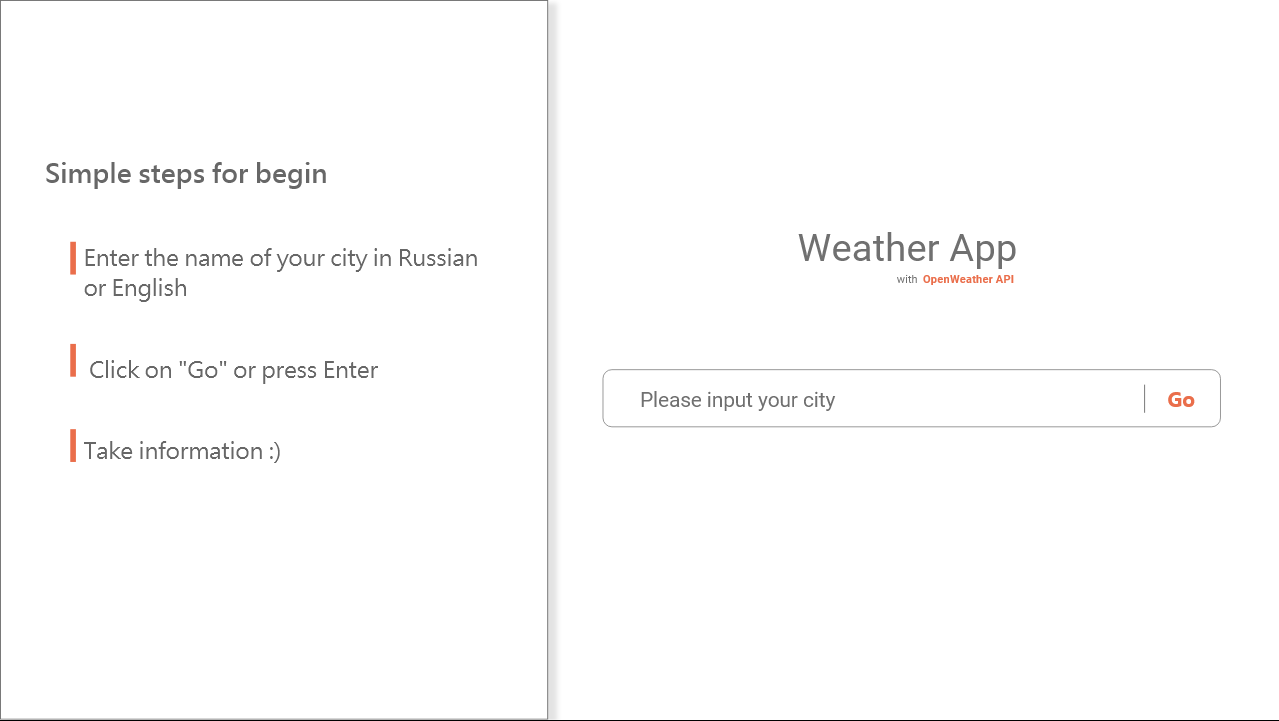 Simple steps for begin
Enter the name of your city in Russian
or English
Click on "Go" or press Enter
Take information :)
Weather App
with OpenWeather API
Please input your city
Go